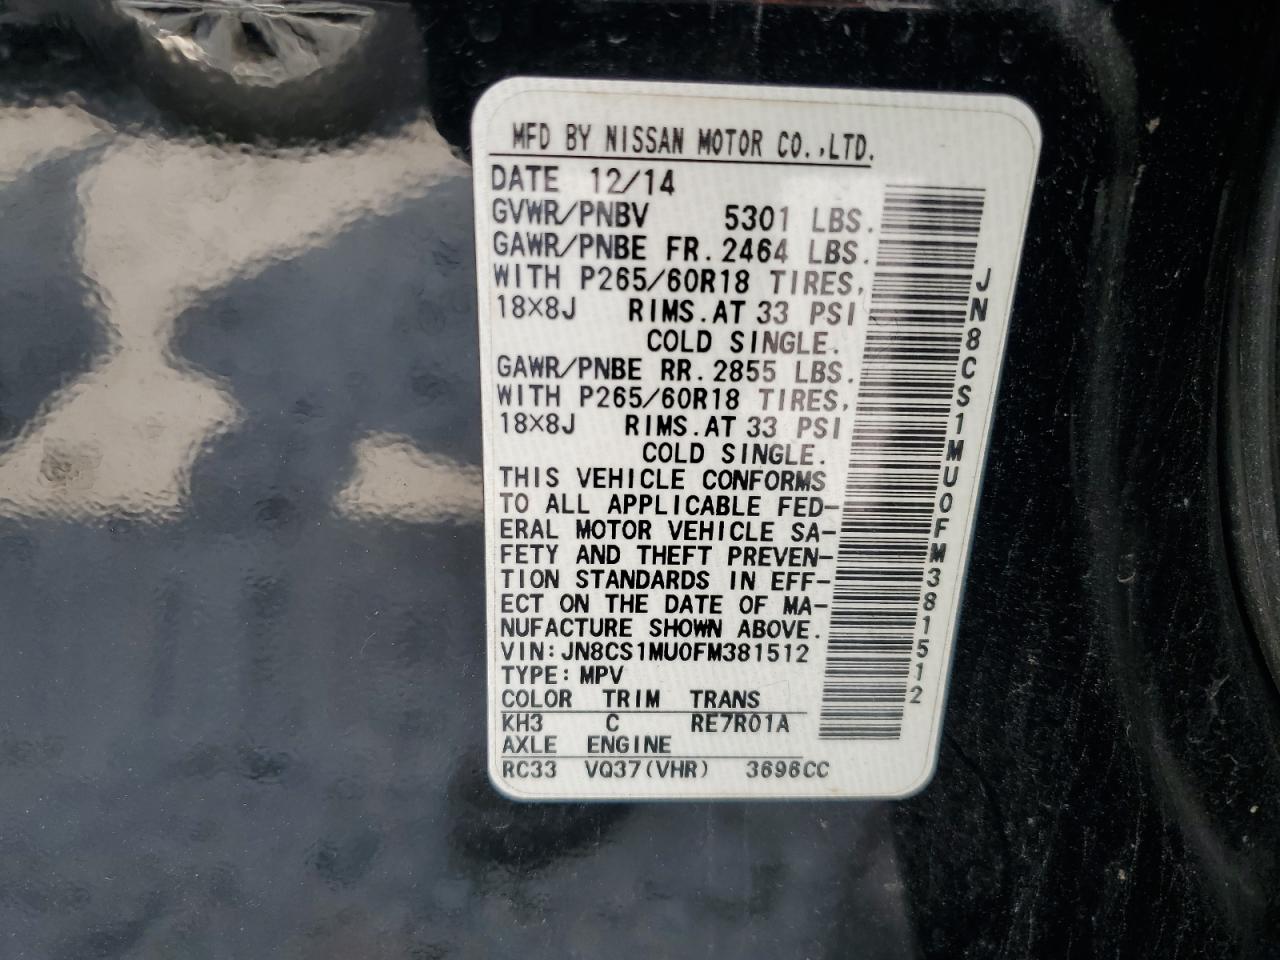 MFD BY NISSAN MOTOR CO.,LTD.
DATE 12/14
GVWR/PNBV 5301 LBS.
GAWR/PNBE FR. 2464 LBS.
WITH P265/60R18 TIRES,
18X8J RIMS. AT 33 PSI
COLD SINGLE.
GAWR/PNBE RR. 2855 LBS.
WITH P265/60R18 TIRES,
18X8J RIMS. AT 33 PSI
COLD SINGLE.
THIS VEHICLE CONFORMS
TO ALL APPLICABLE FED-
ERAL MOTOR VEHICLE SA-
FETY AND THEFT PREVEN-
TION STANDARDS IN EFF-
ECT ON THE DATE OF MA-
NUFACTURE SHOWN ABOVE.
VIN: JN8CS1MU0FM381512
TYPE: MPV
COLOR TRIM TRANS
KH3 C RE7R01A
AXLE ENGINE
RC33 VQ37(VHR) 3696CC
JN8CS1MU0FM381512